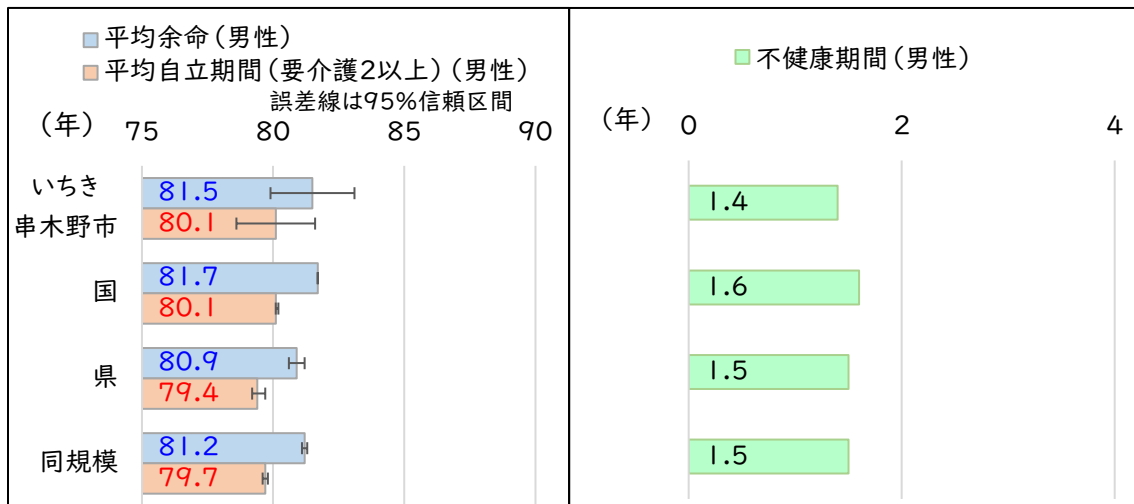 平均余命(男性)
平均自立期間(要介護2以上)(男性)
誤差線は95%信頼区間
(年) 75 80 85 90
いちき
串木野市
81.5
80.1
国
81.7
80.1
県
80.9
79.4
同規模
81.2
79.7
不健康期間(男性)
(年) 0 2 4
1.4
1.6
1.5
1.5